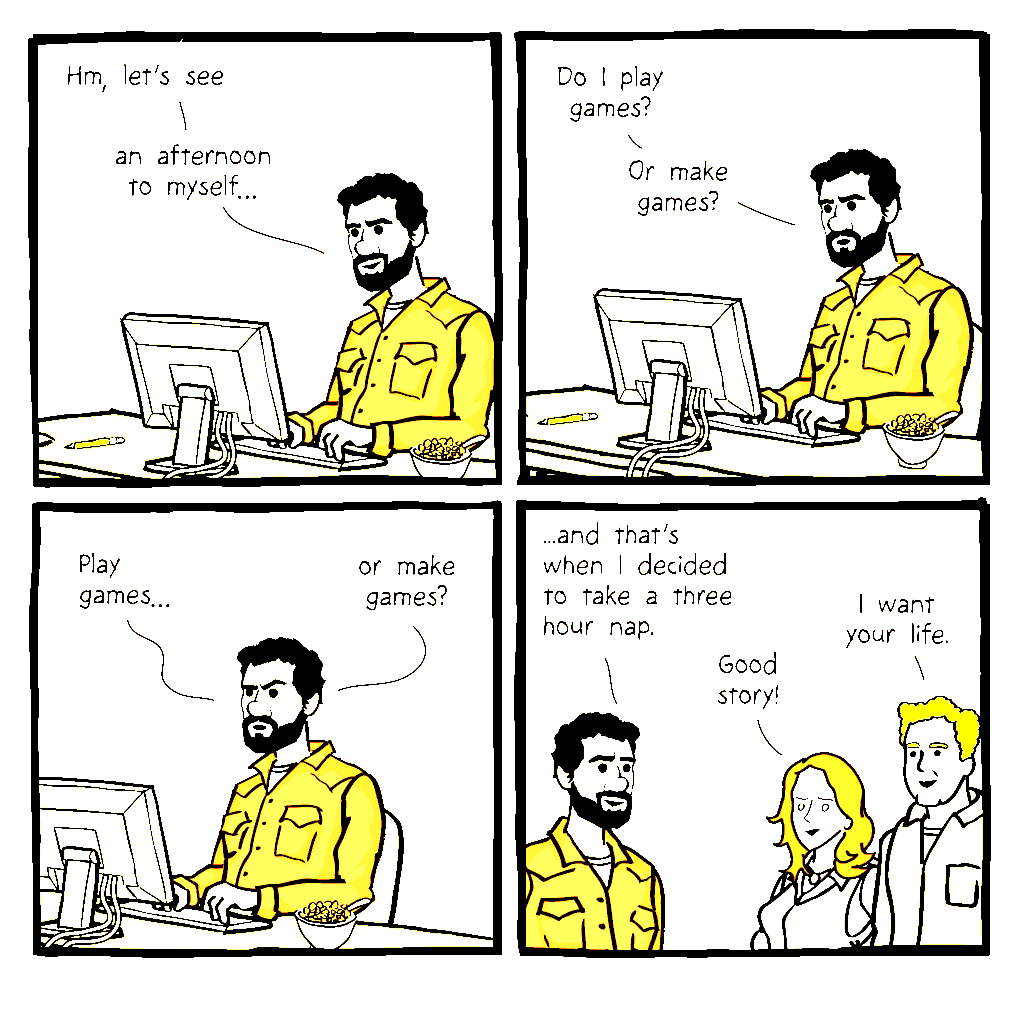 Hm, let's see
an afternoon
to myself...
Do I play
games?
Or make
games?
Play
games...
or make
games?
...and that's
when I decided
to take a three
hour nap.
Good
story!
I want
your life.